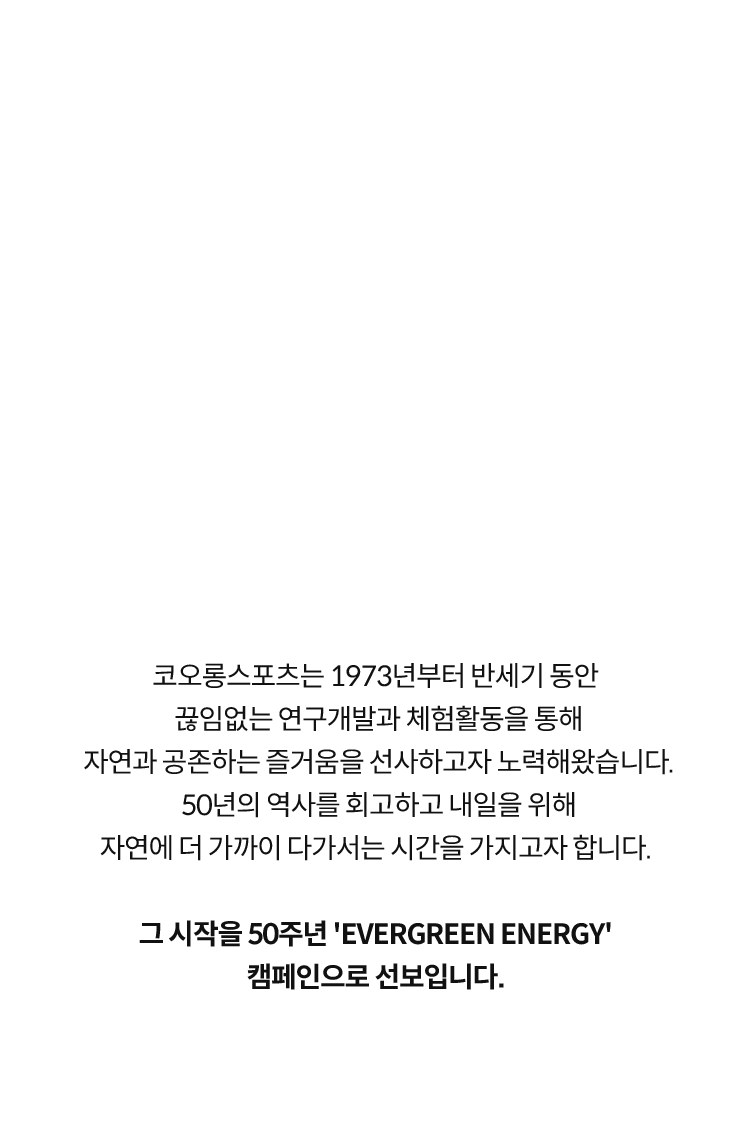 코오롱스포츠는 1973년부터 반세기 동안
끊임없는 연구개발과 체험활동을 통해
자연과 공존하는 즐거움을 선사하고자 노력해왔습니다.
50년의 역사를 회고하고 내일을 위해
자연에 더 가까이 다가서는 시간을 가지고자 합니다.
그 시작을 50주년 'EVERGREEN ENERGY'
캠페인으로 선보입니다.